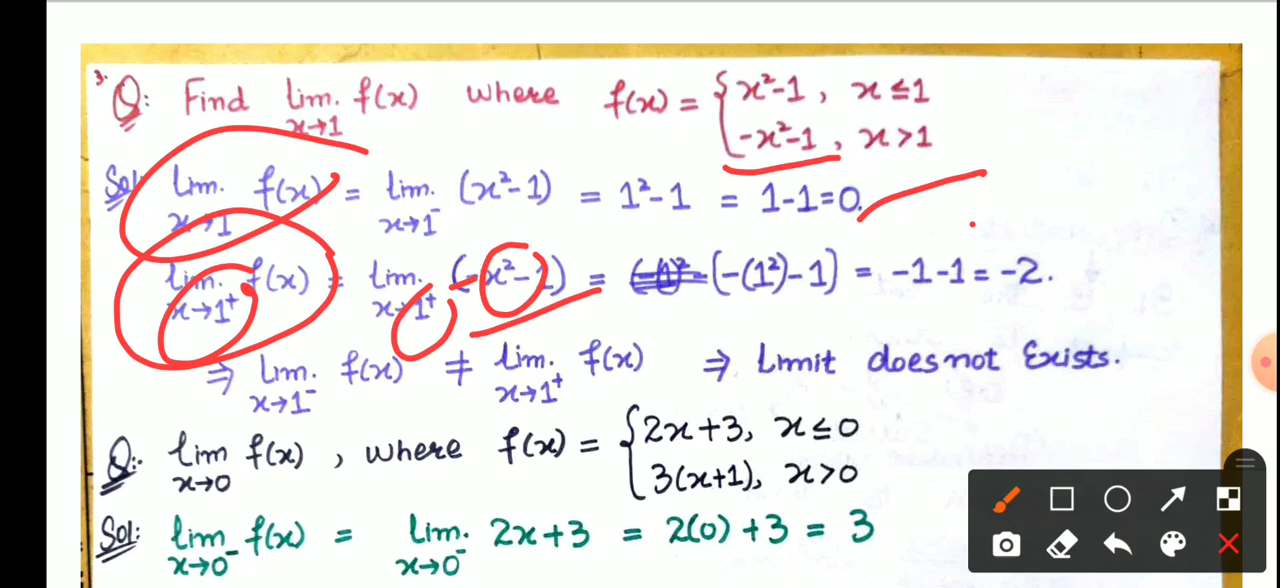 3.
Q: Find lim. x→1 f(x) where f(x) = { x²-1 , x ≤ 1
-x²-1 , x > 1
Sol: lim. x→1⁻ f(x) = lim. x→1⁻ (x²-1) = 1²-1 = 1-1=0.
lim. x→1⁺ f(x) = lim. x→1⁺ (-x²-1) = (-(1²)-1) = -1-1 = -2.
⇒ lim. x→1⁻ f(x) ≠ lim. x→1⁺ f(x) ⇒ Limit does not Exists.
Q:. lim x→0 f(x) , where f(x) = { 2x+3, x ≤ 0
3(x+1), x > 0
Sol: lim x→0⁻ f(x) = lim. x→0⁻ 2x+3 = 2(0)+3 = 3